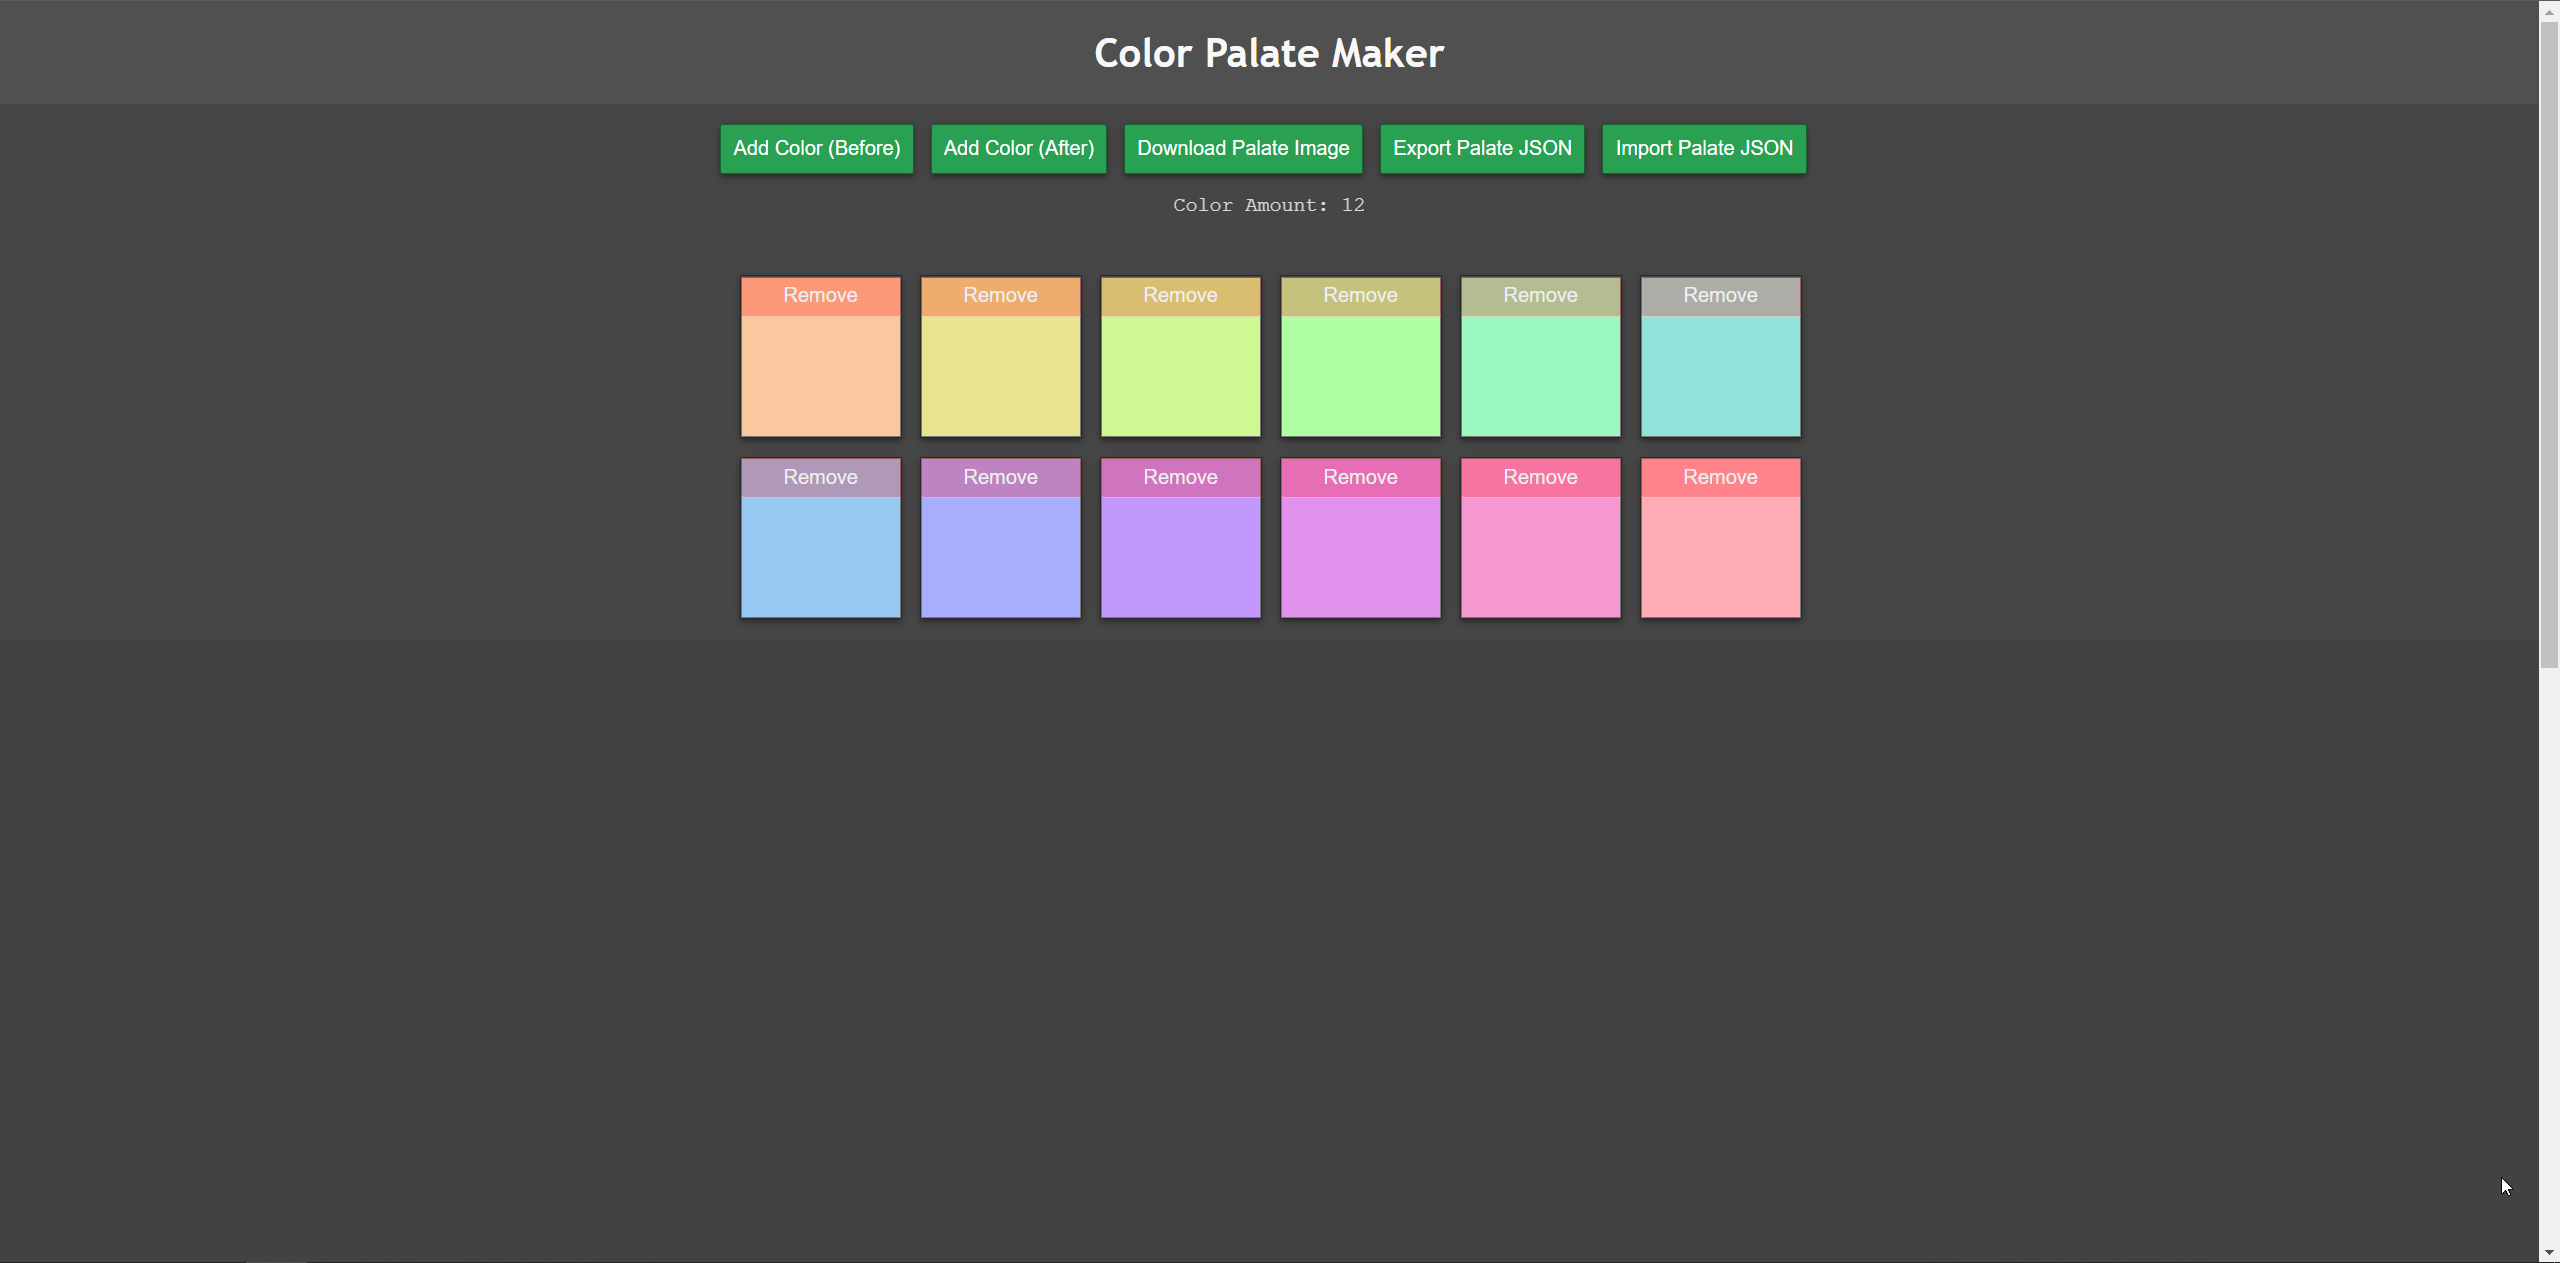 Color Palate Maker
Add Color (Before) Add Color (After) Download Palate Image Export Palate JSON Import Palate JSON
Color Amount: 12
Remove Remove Remove Remove Remove Remove
Remove Remove Remove Remove Remove Remove